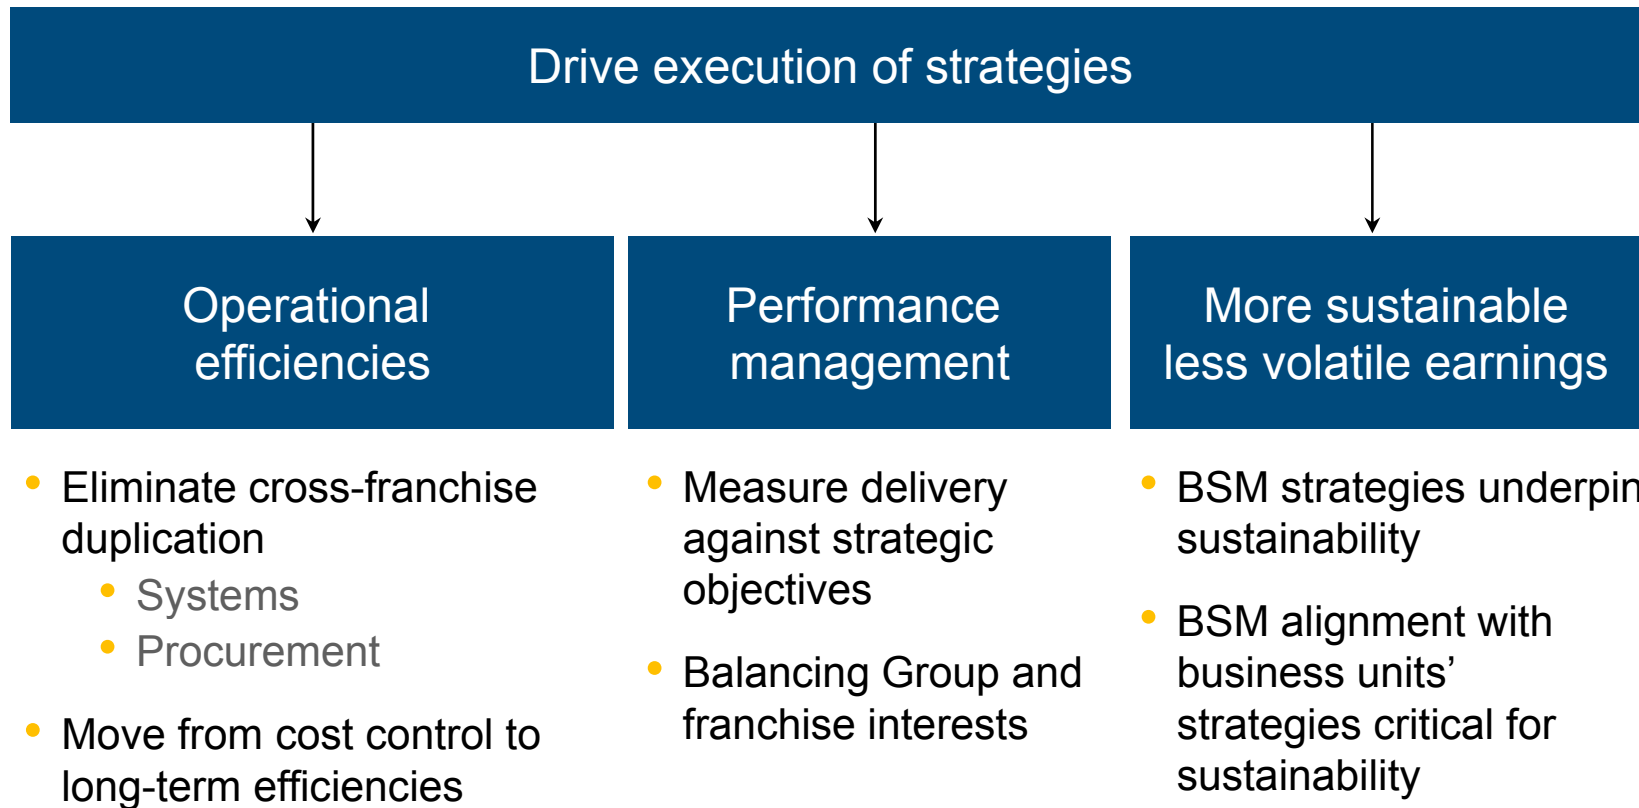 Drive execution of strategies
Operational
efficiencies
Performance
management
More sustainable
less volatile earnings
• Eliminate cross-franchise
duplication
• Systems
• Procurement
• Move from cost control to
long-term efficiencies
• Measure delivery
against strategic
objectives
• Balancing Group and
franchise interests
• BSM strategies underpin
sustainability
• BSM alignment with
business units’
strategies critical for
sustainability